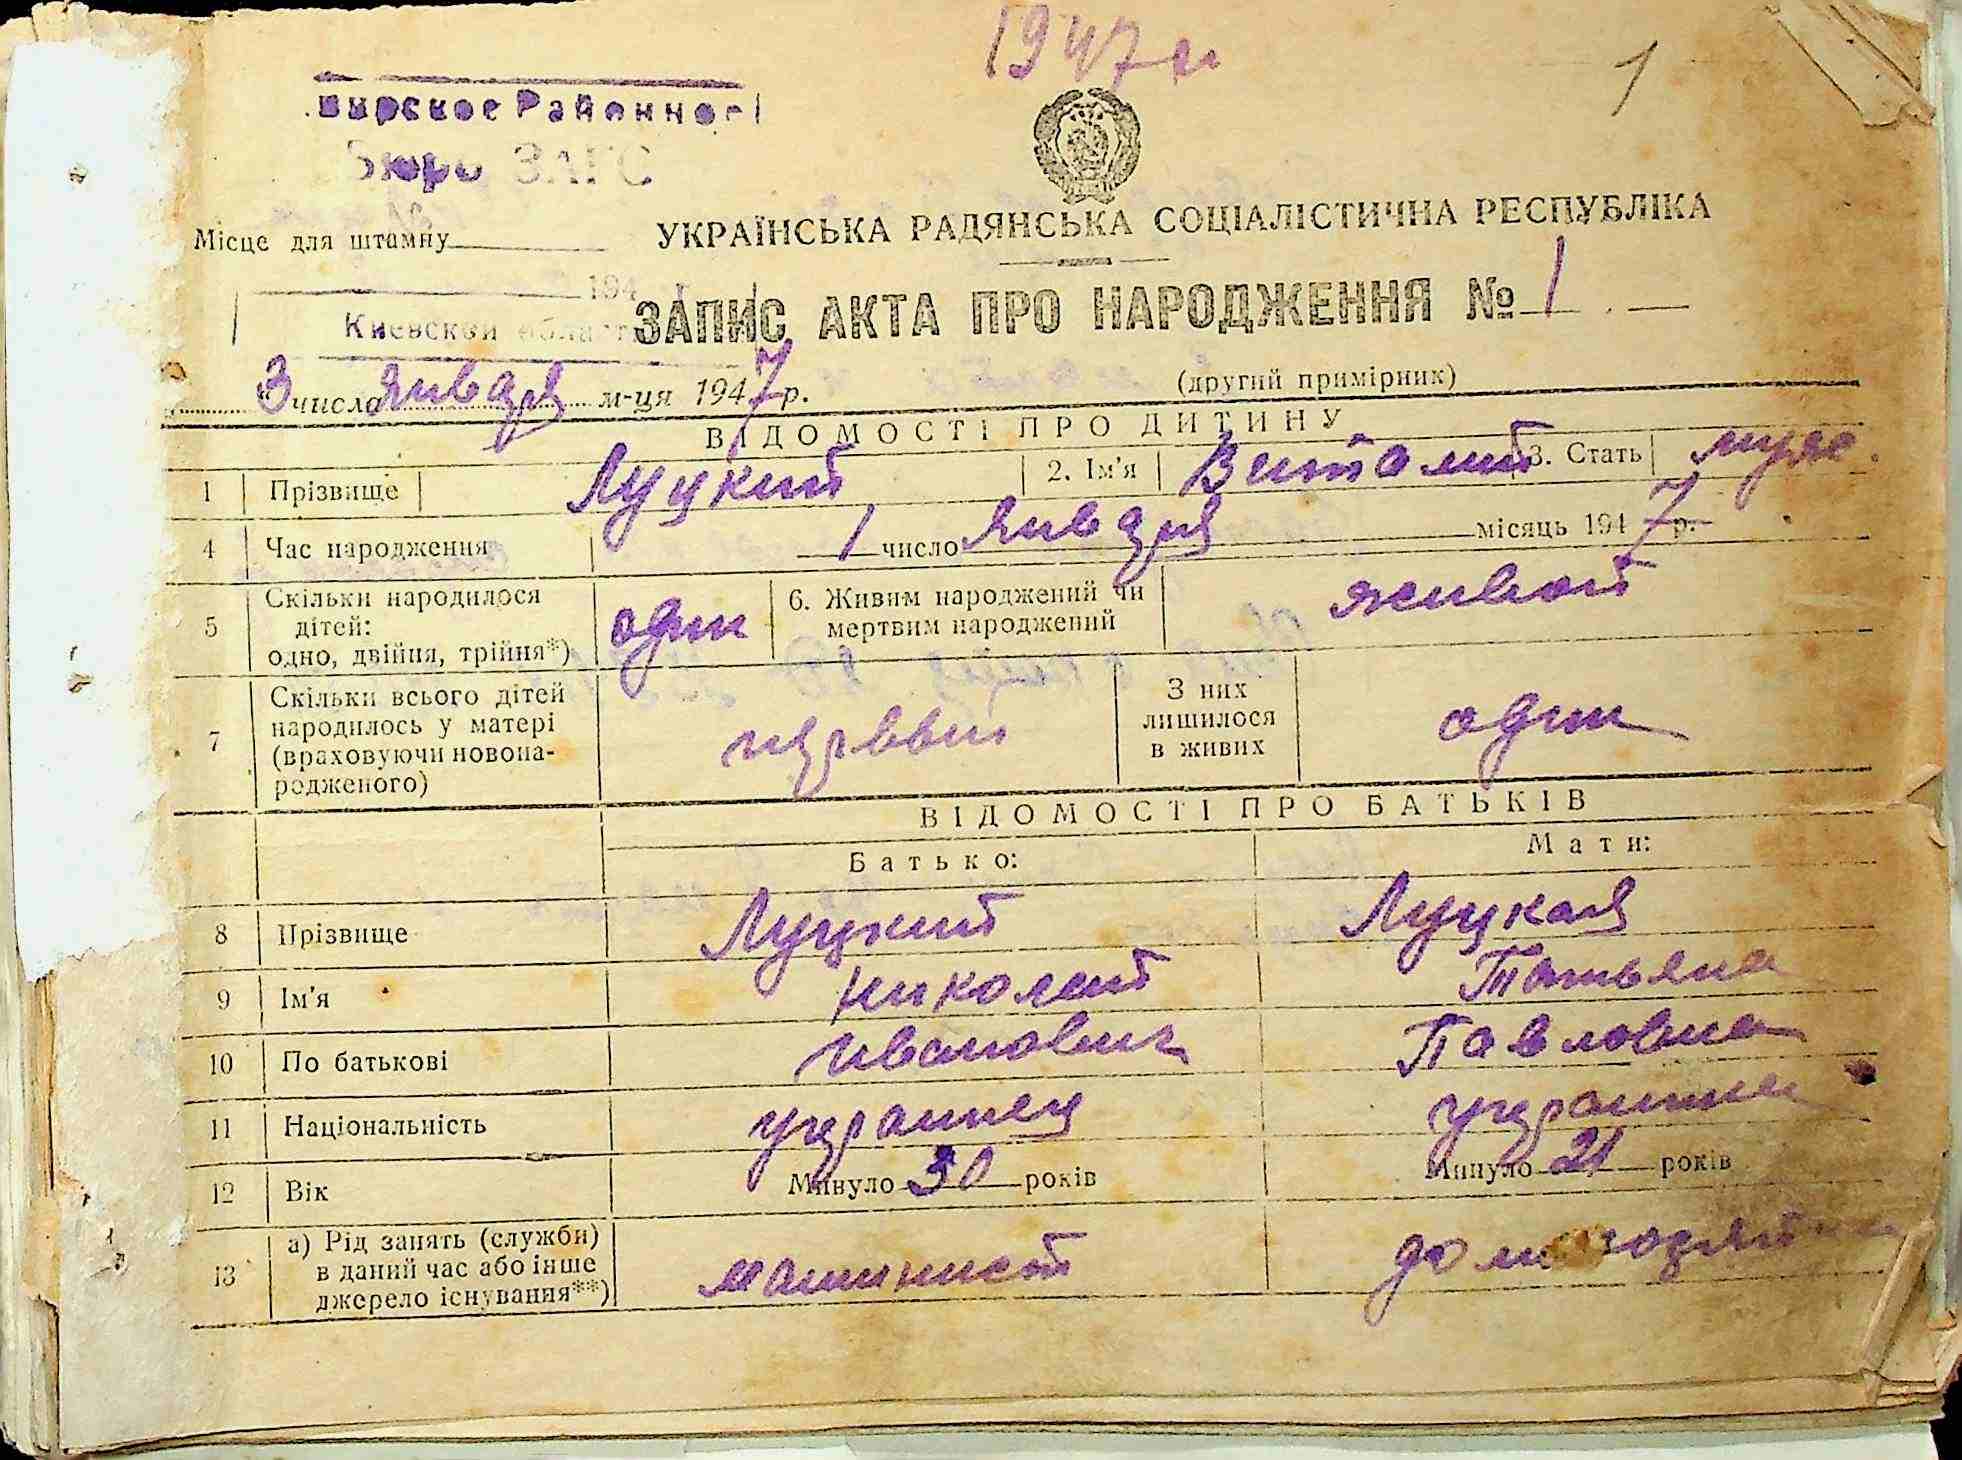 1947 г
1
Районное
Бюро ЗАГС
Місце для штампу
УКРАЇНСЬКА РАДЯНСЬКА СОЦІАЛІСТИЧНА РЕСПУБЛІКА
194
Киевской област
ЗАПИС АКТА ПРО НАРОДЖЕННЯ № 1
3 числа января м-ця 1947 р.
(другий примірник)
ВІДОМОСТІ ПРО ДИТИНУ
1 Прізвище Луцкий 2. Ім'я Виталий 3. Стать муж.
4 Час народження 1 число января місяць 1947 р.
5 Скільки народилося дітей: одно, двійня, трійня*) один 6. Живим народжений чи мертвим народжений живой
7 Скільки всього дітей народилось у матері (враховуючи новонародженого) первый З них лишилося в живих один
ВІДОМОСТІ ПРО БАТЬКІВ
Батько: Мати:
8 Прізвище Луцкий Луцкая
9 Ім'я Николай Татьяна
10 По батькові Иванович Павловна
11 Національність украинец украинка
12 Вік Минуло 30 років Минуло 21 років
13 а) Рід занять (служби) в даний час або інше джерело існування**) машинист домохозяйка